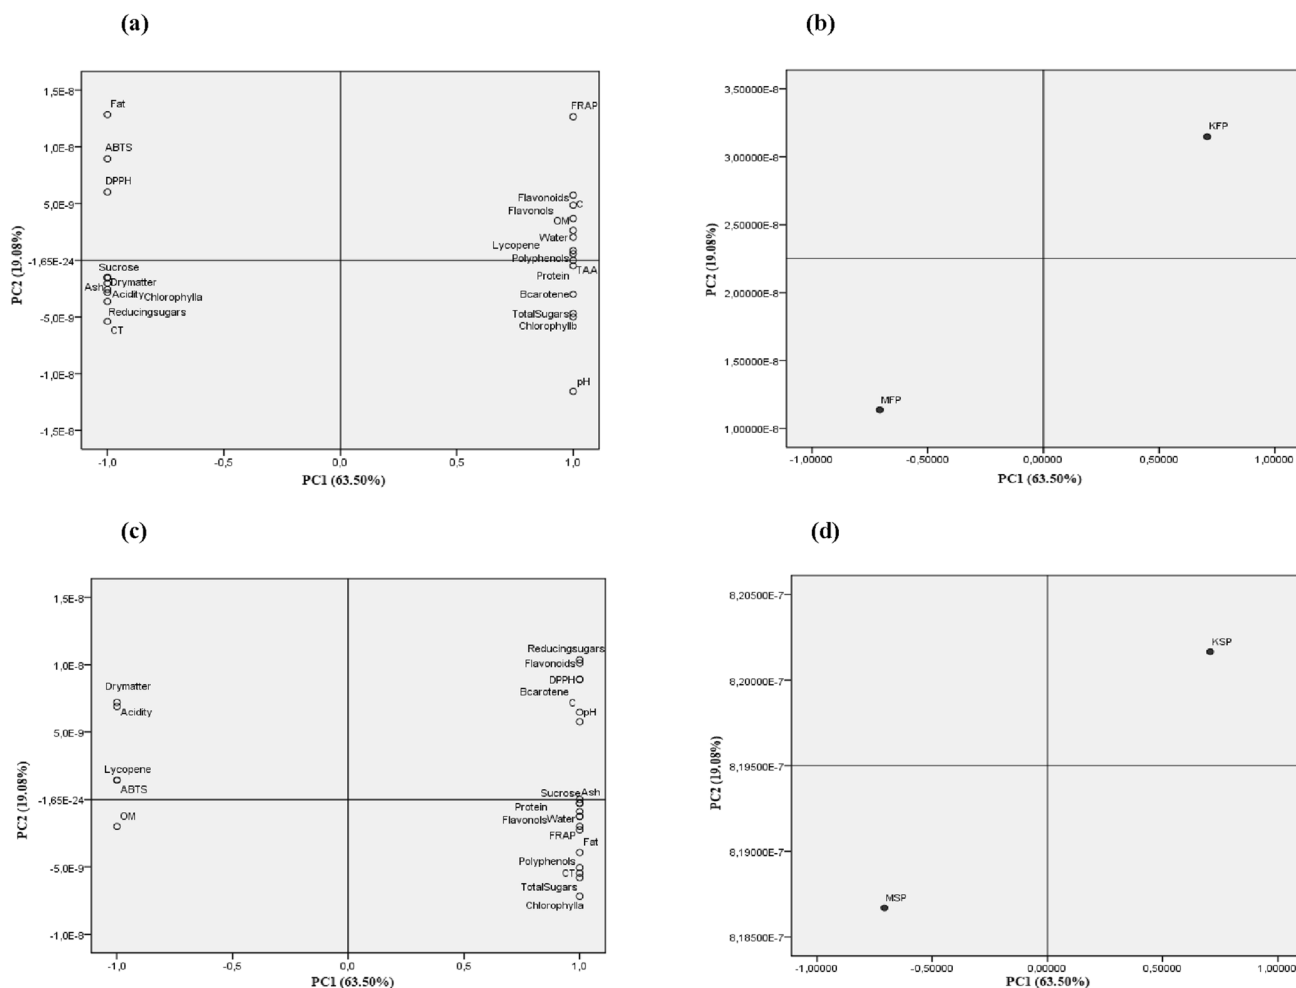 (a)
1,5E-8
Fat
FRAP
1,0E-8
ABTS
DPPH
5,0E-9
Flavonoids
C
Flavonols
OM
Water
Lycopene
-1,65E-24
Sucrose
Polyphenols
TAA
Drymatter
Protein
Ash
Acidity
Chlorophylla
Bcarotene
-5,0E-9
Reducingsugars
TotalSugars
CT
Chlorophyllb
-1,0E-8
pH
-1,5E-8
PC2 (19.08%)
-1,0
-0,5
0,0
0,5
1,0
PC1 (63.50%)
(b)
3,50000E-8
KFP
3,00000E-8
2,50000E-8
2,00000E-8
1,50000E-8
MFP
1,00000E-8
PC2 (19.08%)
-1,00000
-0,50000
0,00000
0,50000
1,00000
PC1 (63.50%)
(c)
1,5E-8
1,0E-8
Reducingsugars
Flavonoids
Drymatter
DPPH
Bcarotene
C
Acidity
pH
5,0E-9
Lycopene
ABTS
-1,65E-24
Sucrose
Ash
OM
Protein
Flavonols
Water
FRAP
Fat
-5,0E-9
Polyphenols
CT
TotalSugars
Chlorophylla
-1,0E-8
PC2 (19.08%)
-1,0
-0,5
0,0
0,5
1,0
PC1 (63.50%)
(d)
8,20500E-7
KSP
8,20000E-7
8,19500E-7
8,19000E-7
MSP
8,18500E-7
PC2 (19.08%)
-1,00000
-0,50000
0,00000
0,50000
1,00000
PC1 (63.50%)